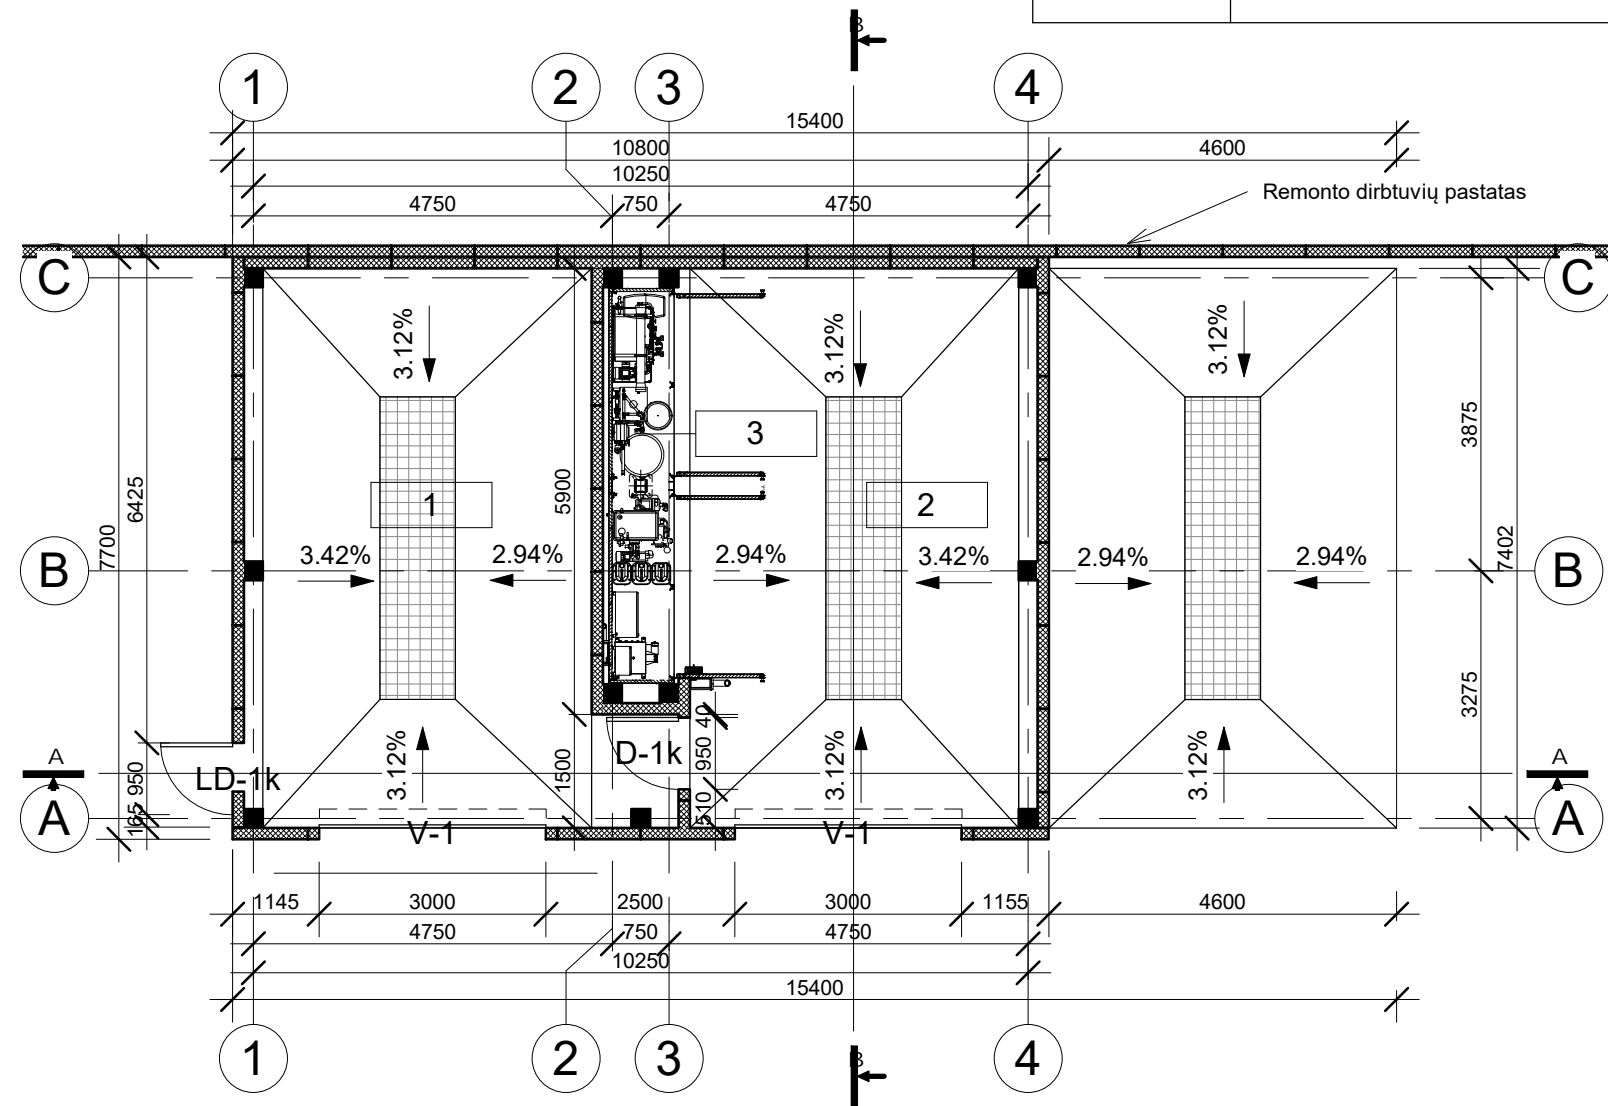 B
1 2 3 4
15400
10800 4600
10250
4750 750 4750
Remonto dirbtuvių pastatas
C C
3.12% 3.12% 3.12%
3875
3
6425
5900
1 2
7700
7402
B 3.42% 2.94% 2.94% 3.42% 2.94% 2.94% B
3275
40
D-1k
950
3.12% 3.12% 3.12%
A A
LD-1k
950
1500
510
165
A A
V-1 V-1
1145 3000 2500 3000 1155 4600
4750 750 4750
10250
15400
1 2 3 4
B